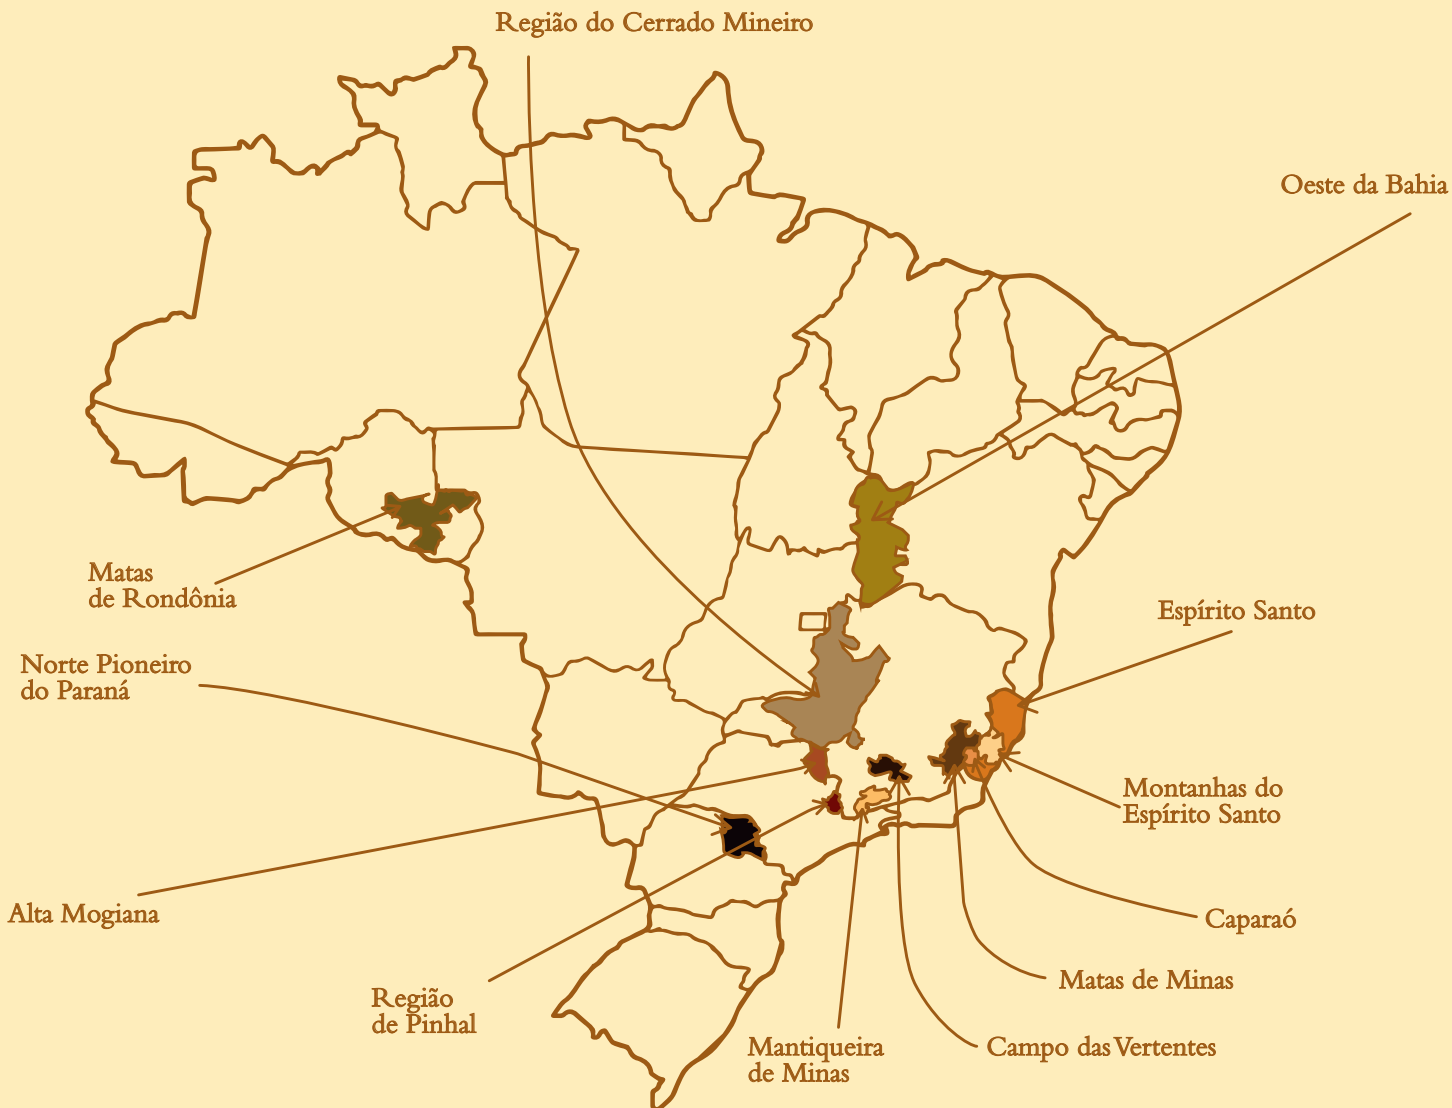 Região do Cerrado Mineiro
Oeste da Bahia
Matas
de Rondônia
Espírito Santo
Norte Pioneiro
do Paraná
Montanhas do
Espírito Santo
Alta Mogiana
Caparaó
Matas de Minas
Região
de Pinhal
Mantiqueira
de Minas
Campo das Vertentes